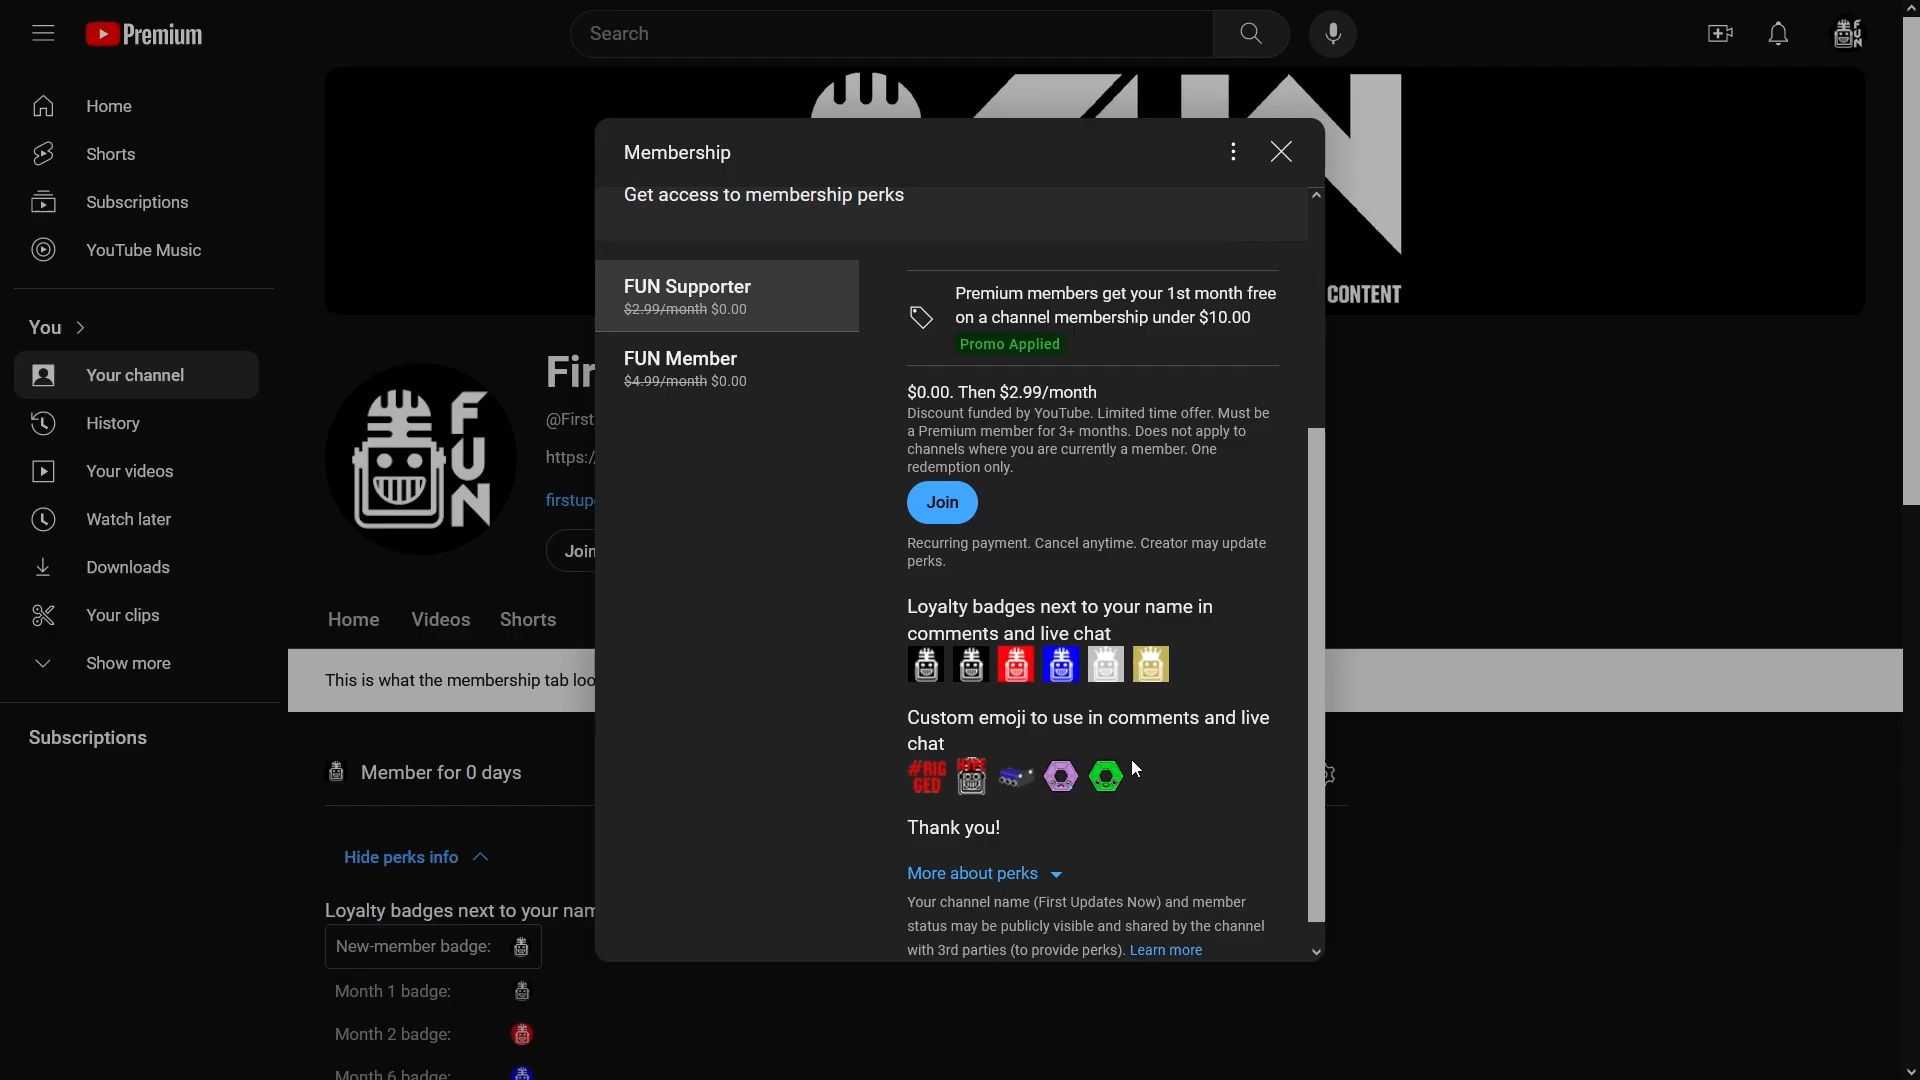 Premium
Search
FUN
Home
Shorts
Subscriptions
YouTube Music
You
Your channel
History
Your videos
Watch later
Downloads
Your clips
Show more
Subscriptions
CONTENT
FUN
Fir
@First
https:/
firstup
Join
Home Videos Shorts
This is what the membership tab loo
Member for 0 days
Hide perks info
Loyalty badges next to your nam
New-member badge:
Month 1 badge:
Month 2 badge:
Month 6 badge:
Membership
Get access to membership perks
FUN Supporter
$2.99/month $0.00
FUN Member
$4.99/month $0.00
Premium members get your 1st month free
on a channel membership under $10.00
Promo Applied
$0.00. Then $2.99/month
Discount funded by YouTube. Limited time offer. Must be
a Premium member for 3+ months. Does not apply to
channels where you are currently a member. One
redemption only.
Join
Recurring payment. Cancel anytime. Creator may update
perks.
Loyalty badges next to your name in
comments and live chat
Custom emoji to use in comments and live
chat
#RIG
GED
HYPE
Thank you!
More about perks
Your channel name (First Updates Now) and member
status may be publicly visible and shared by the channel
with 3rd parties (to provide perks). Learn more